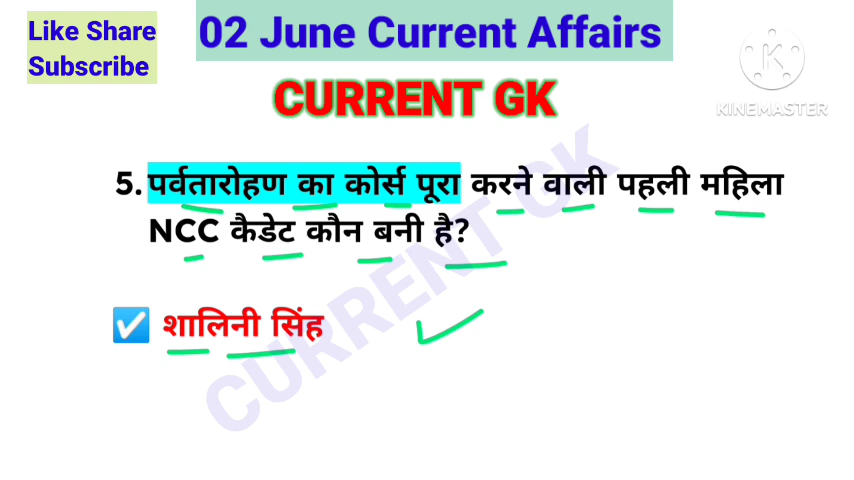 Like Share
Subscribe
02 June Current Affairs
CURRENT GK
KINEMASTER
5. पर्वतारोहण का कोर्स पूरा करने वाली पहली महिला
NCC कैडेट कौन बनी है?
शालिनी सिंह
CURRENT GK